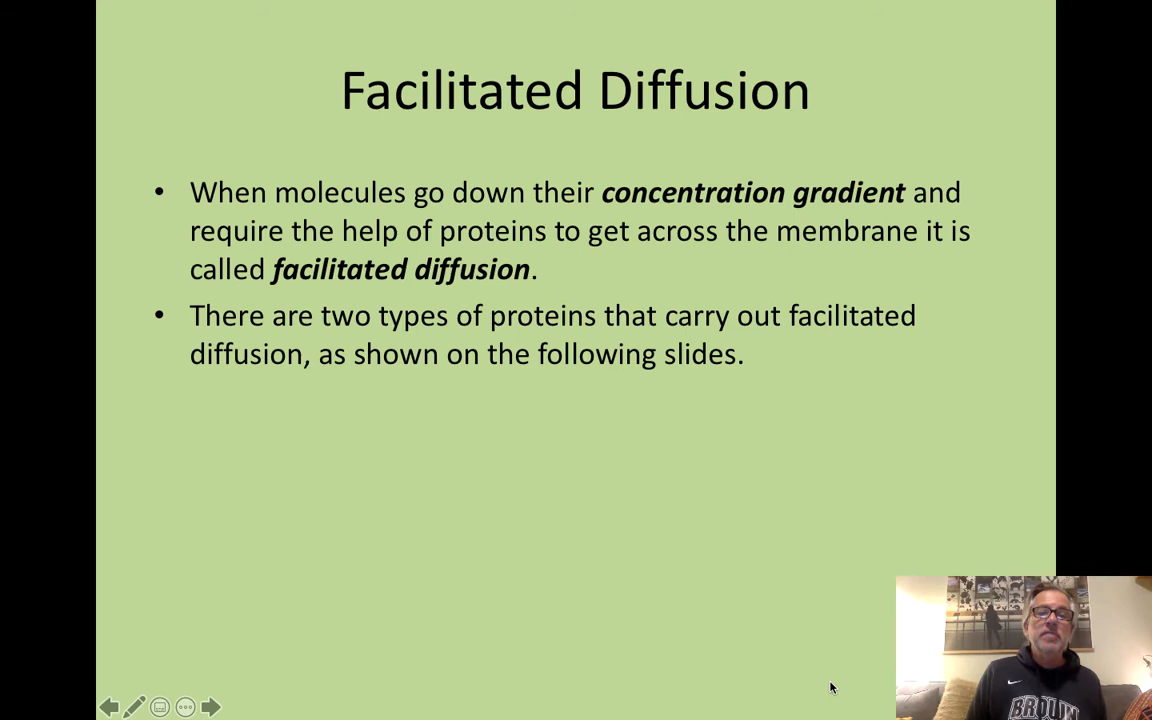 Facilitated Diffusion
• When molecules go down their concentration gradient and
require the help of proteins to get across the membrane it is
called facilitated diffusion.
• There are two types of proteins that carry out facilitated
diffusion, as shown on the following slides.
BROWN